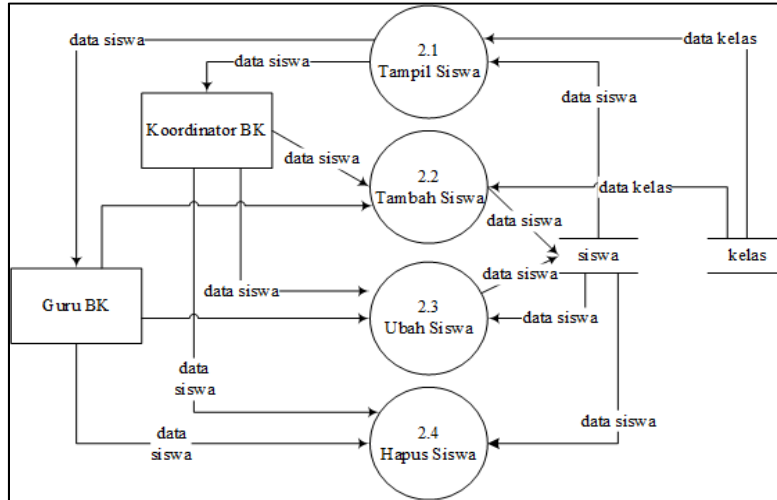 data siswa
2.1
Tampil Siswa
data kelas
data siswa
data siswa
Koordinator BK
data siswa
2.2
Tambah Siswa
data kelas
data siswa
siswa
kelas
data siswa
Guru BK
data siswa
2.3
Ubah Siswa
data siswa
data
siswa
data siswa
data
siswa
2.4
Hapus Siswa